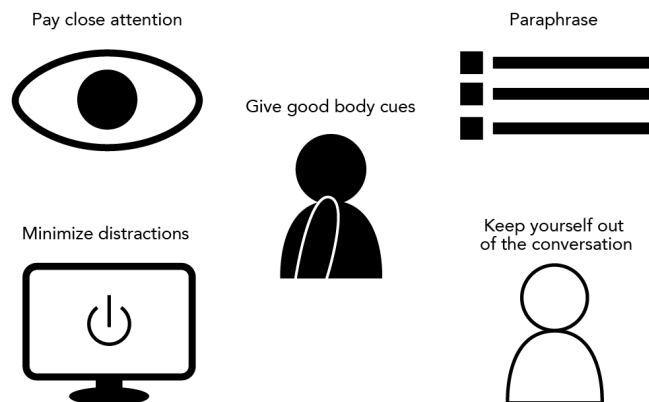 Pay close attention
Paraphrase
Give good body cues
Minimize distractions
Keep yourself out
of the conversation